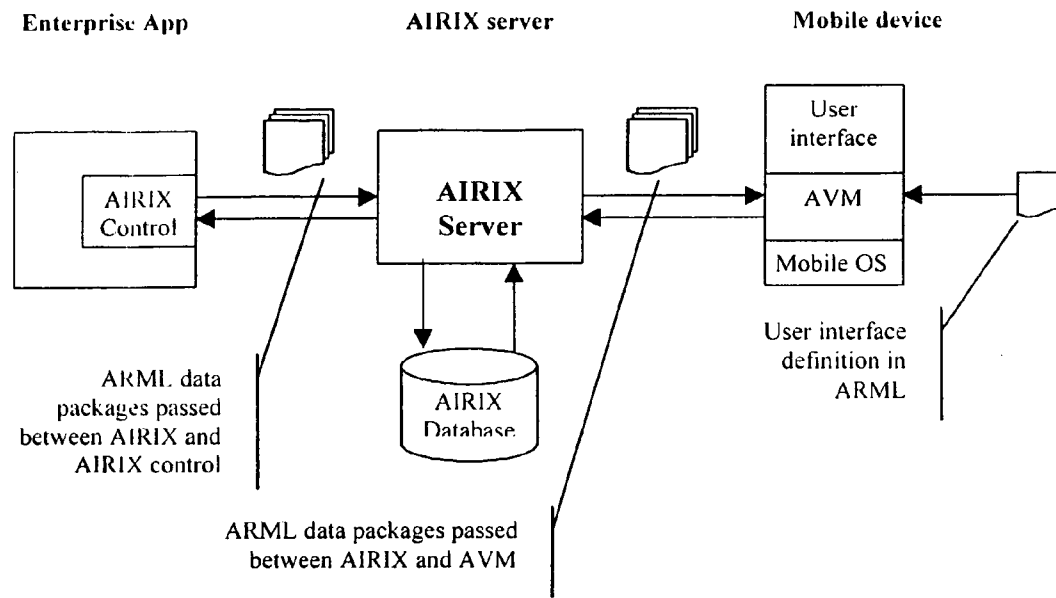 Enterprise App
AIRIX server
Mobile device
AIRIX
Control
AIRIX
Server
User
interface
AVM
Mobile OS
AIRIX
Database
ARML data
packages passed
between AIRIX and
AIRIX control
ARML data packages passed
between AIRIX and AVM
User interface
definition in
ARML